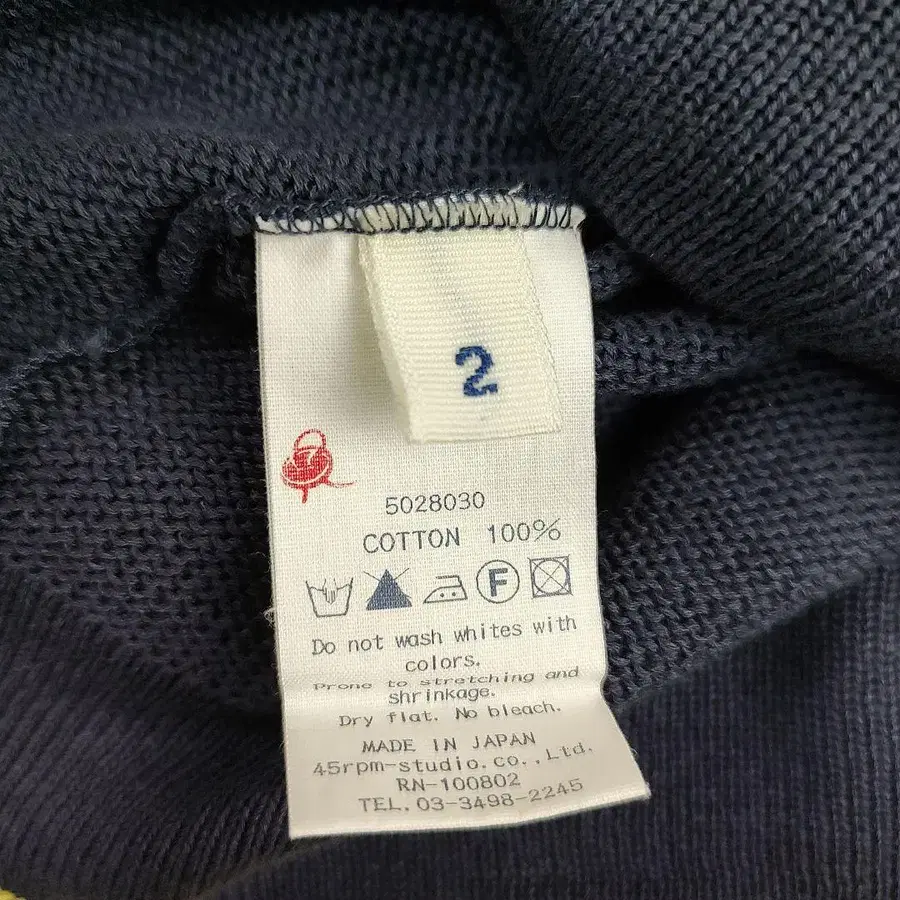 2
5028030
COTTON 100%
F
Do not wash whites with
colors.
Prone to stretching and
shrinkage.
Dry flat. No bleach.
MADE IN JAPAN
45rpm-studio.co.,Ltd.
RN-100802
TEL.03-3498-2245